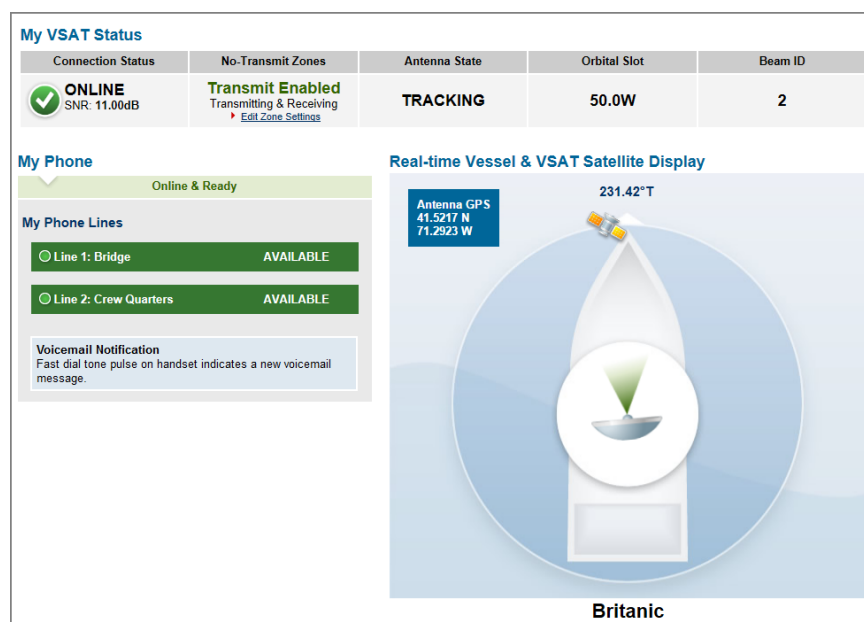 My VSAT Status
Connection Status No-Transmit Zones Antenna State Orbital Slot Beam ID
ONLINE
SNR: 11.00dB
Transmit Enabled
Transmitting & Receiving
Edit Zone Settings
TRACKING
50.0W
2
My Phone
Online & Ready
My Phone Lines
Line 1: Bridge AVAILABLE
Line 2: Crew Quarters AVAILABLE
Voicemail Notification
Fast dial tone pulse on handset indicates a new voicemail
message.
Real-time Vessel & VSAT Satellite Display
231.42°T
Antenna GPS
41.5217 N
71.2923 W
Britanic